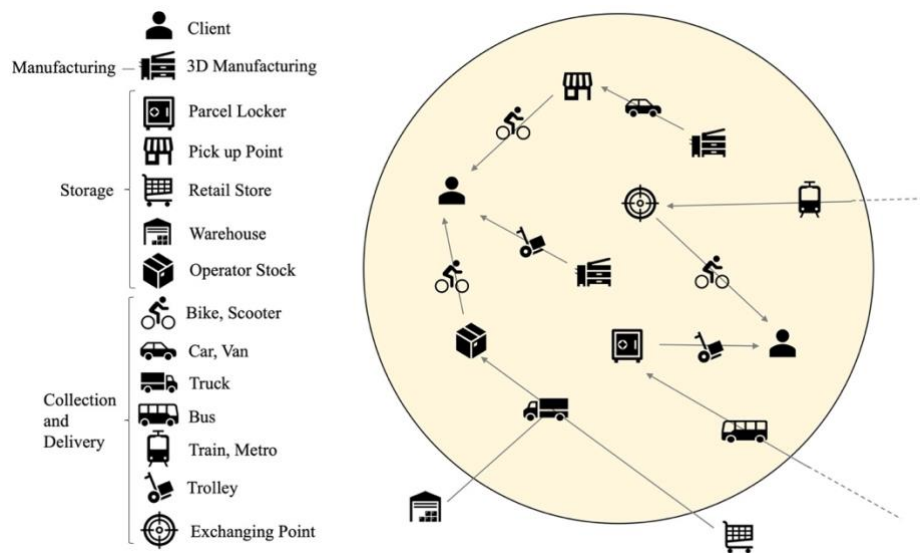 Client
Manufacturing
3D Manufacturing
Parcel Locker
Pick up Point
Storage
Retail Store
Warehouse
Operator Stock
Bike, Scooter
Car, Van
Truck
Collection
and
Delivery
Bus
Train, Metro
Trolley
Exchanging Point